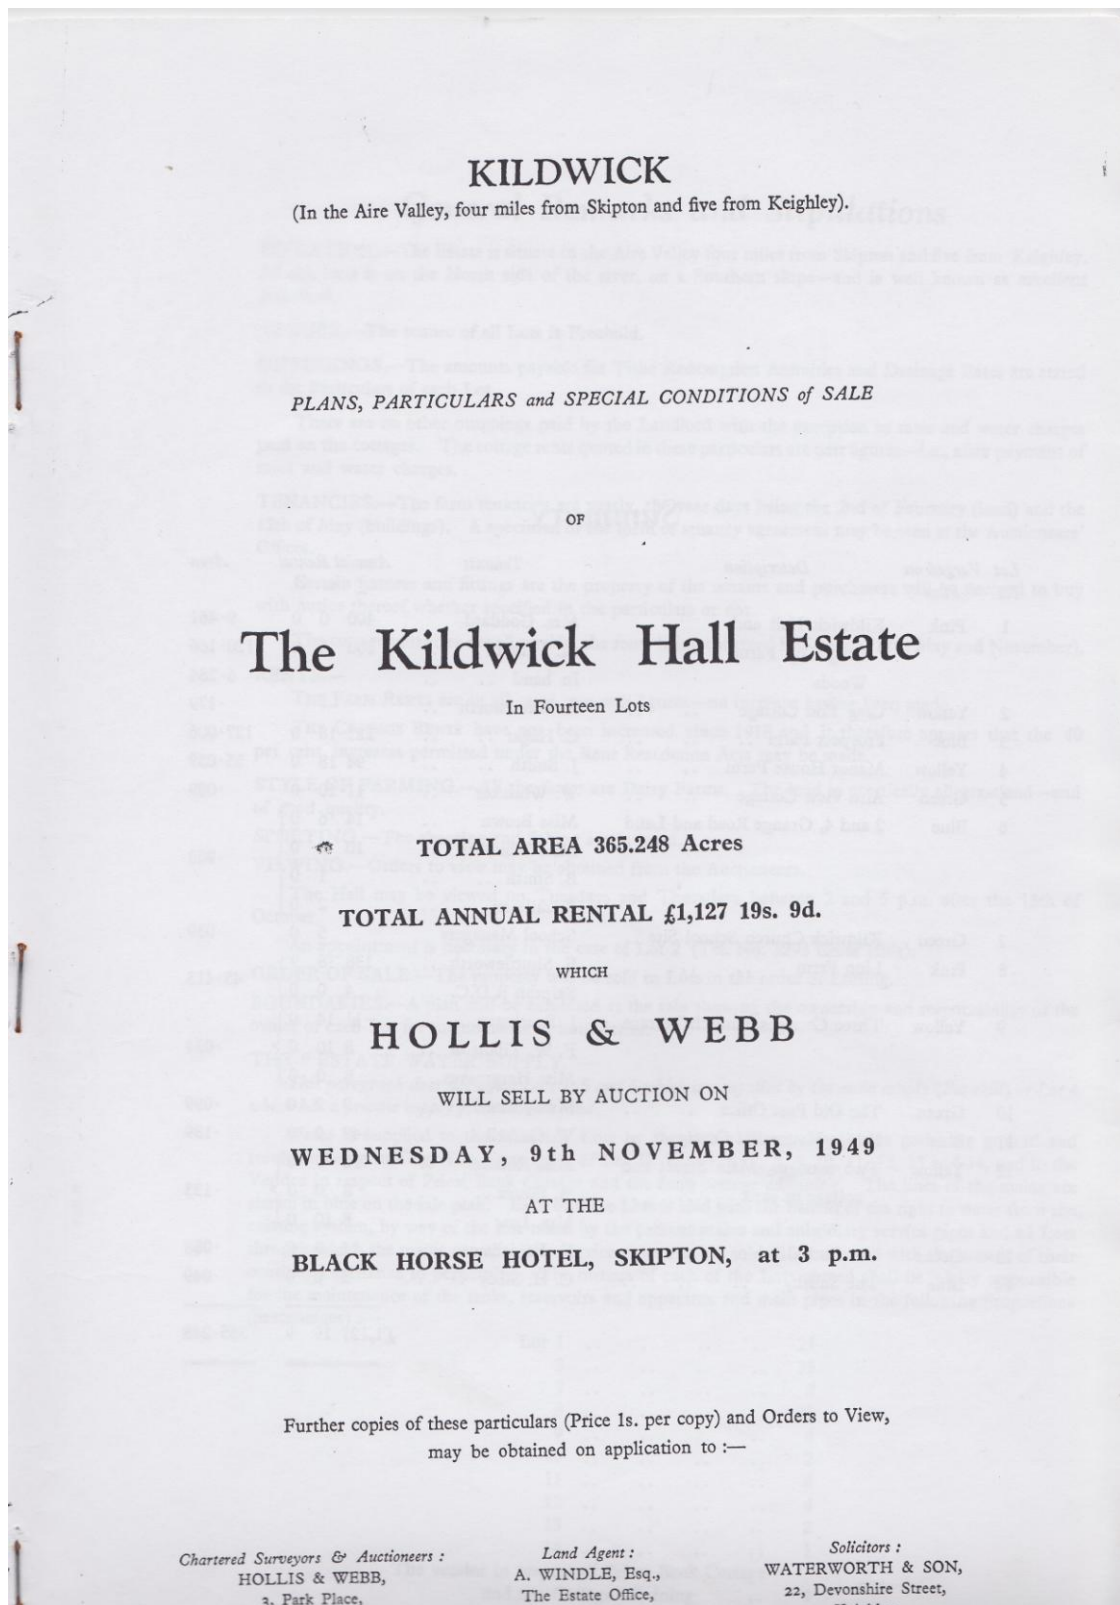 KILDWICK
(In the Aire Valley, four miles from Skipton and five from Keighley).
PLANS, PARTICULARS and SPECIAL CONDITIONS of SALE
OF
The Kildwick Hall Estate
In Fourteen Lots
TOTAL AREA 365.248 Acres
TOTAL ANNUAL RENTAL £1,127 19s. 9d.
WHICH
HOLLIS & WEBB
WILL SELL BY AUCTION ON
WEDNESDAY, 9th NOVEMBER, 1949
AT THE
BLACK HORSE HOTEL, SKIPTON, at 3 p.m.
Further copies of these particulars (Price 1s. per copy) and Orders to View,
may be obtained on application to :—
Chartered Surveyors & Auctioneers :
HOLLIS & WEBB,
3, Park Place,
Land Agent :
A. WINDLE, Esq.,
The Estate Office,
Solicitors :
WATERWORTH & SON,
22, Devonshire Street,